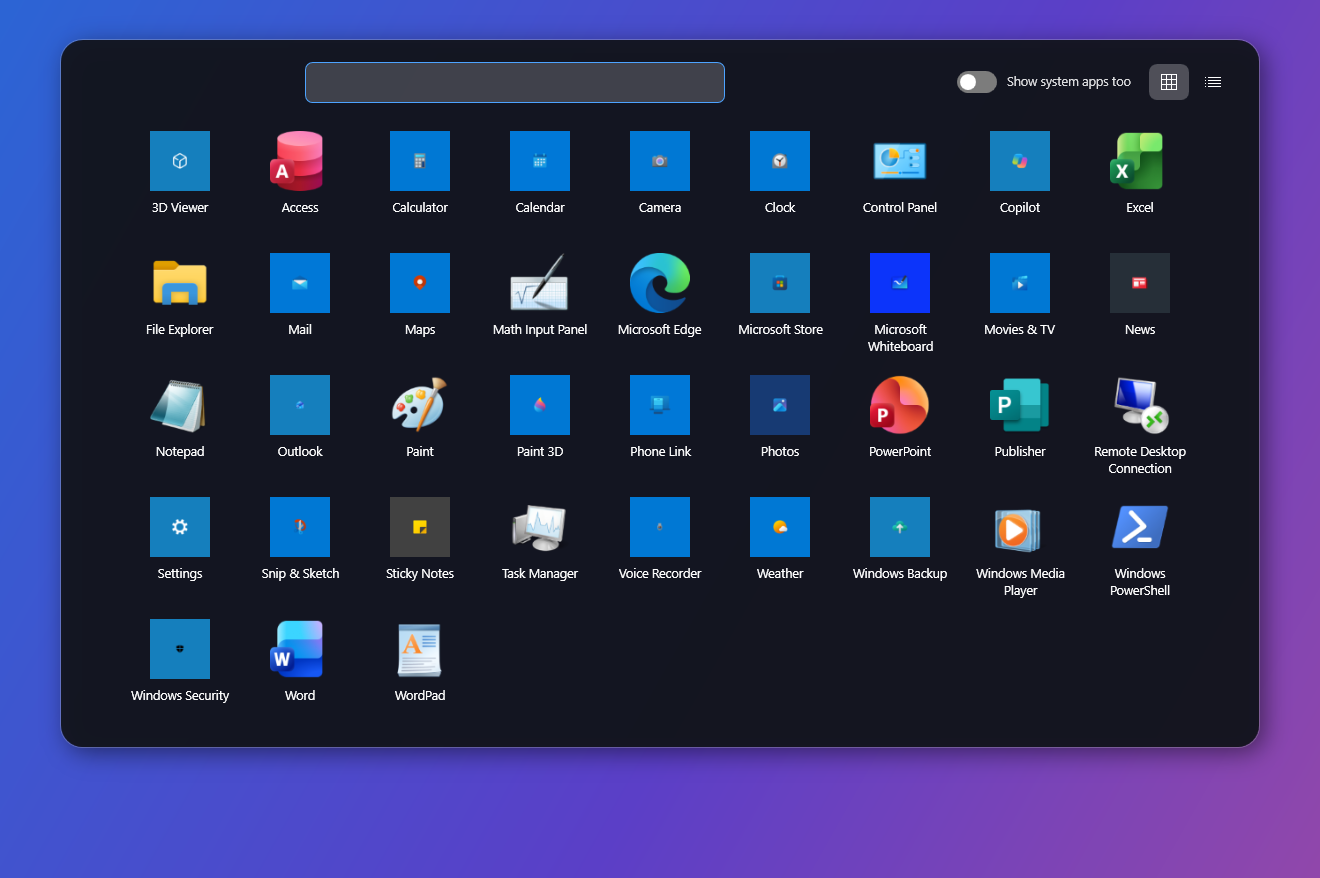 Show system apps too
3D Viewer
Access
Calculator
Calendar
Camera
Clock
Control Panel
Copilot
Excel
File Explorer
Mail
Maps
Math Input Panel
Microsoft Edge
Microsoft Store
Microsoft
Whiteboard
Movies & TV
News
Notepad
Outlook
Paint
Paint 3D
Phone Link
Photos
PowerPoint
Publisher
Remote Desktop
Connection
Settings
Snip & Sketch
Sticky Notes
Task Manager
Voice Recorder
Weather
Windows Backup
Windows Media
Player
Windows
PowerShell
Windows Security
Word
WordPad